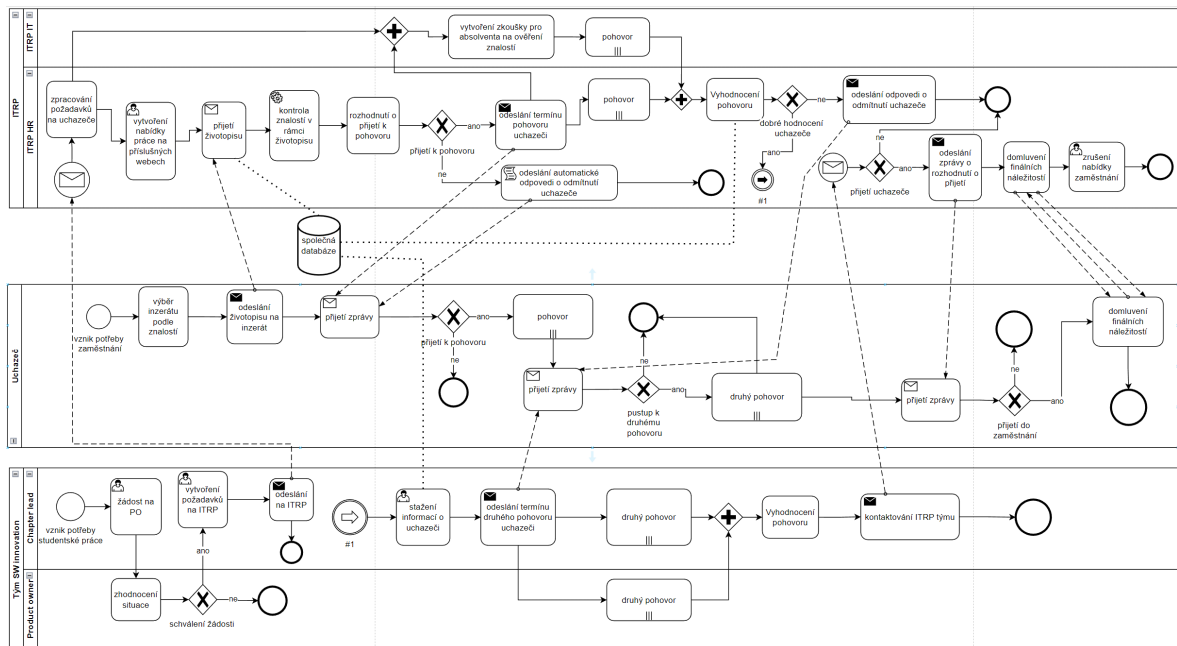 ITRP
ITRP IT
ITRP HR
vytvoření zkoušky pro
absolventa na ověření
znalostí
pohovor
zpracování
požadavků
na uchazeče
vytvoření
nabídky
práce na
příslušných
webech
přijetí
životopisu
kontrola
znalostí v
rámci
životopisu
rozhodnutí o
přijetí k
pohovoru
přijetí k pohovoru
ano
ne
odeslání termínu
pohovoru
uchazeči
pohovor
odeslání automatické
odpovedi o odmítnutí
uchazeče
Vyhodnocení
pohovoru
dobré hodnocení
uchazeče
ne
ano
#1
odeslání odpovedi o
odmítnutí uchazeče
přijetí uchazeče
ne
ano
odeslání
zprávy o
rozhodnutí o
přijetí
domluvení
finálních
náležitostí
zrušení
nabídky
zaměstnání
společná
databáze
Uchazeč
vznik potřeby
zaměstnání
výběr
inzerátu
podle
znalostí
odeslání
životopisu na
inzerát
přijetí zprávy
přijetí k pohovoru
ano
ne
pohovor
přijetí zprávy
pustup k
druhému
pohovoru
ne
ano
druhý pohovor
přijetí zprávy
přijetí do
zaměstnání
ne
ano
domluvení
finálních
náležitostí
Tým SW innovation
Chapter lead
Product owner
vznik potřeby
studentské práce
žádost na
PO
vytvoření
požadavků
na ITRP
odeslání
na ITRP
zhodnocení
situace
schválení žádosti
ano
ne
#1
stažení
informací o
uchazeči
odeslání termínu
druhého pohovoru
uchazeči
druhý pohovor
druhý pohovor
Vyhodnocení
pohovoru
kontaktování ITRP týmu